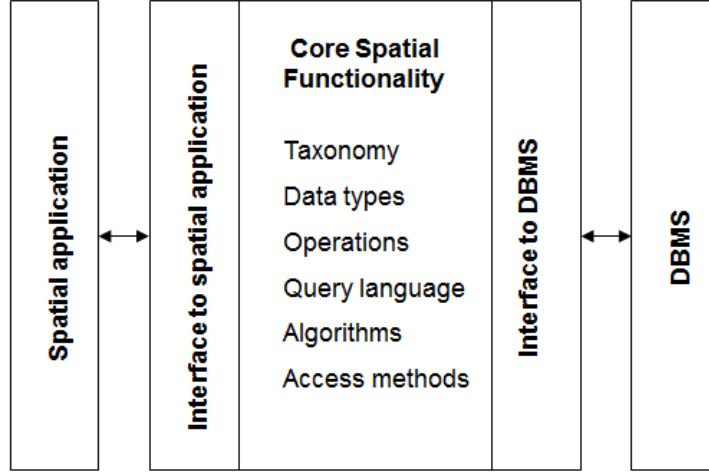 Spatial application
Interface to spatial application
Core Spatial
Functionality
Taxonomy
Data types
Operations
Query language
Algorithms
Access methods
Interface to DBMS
DBMS